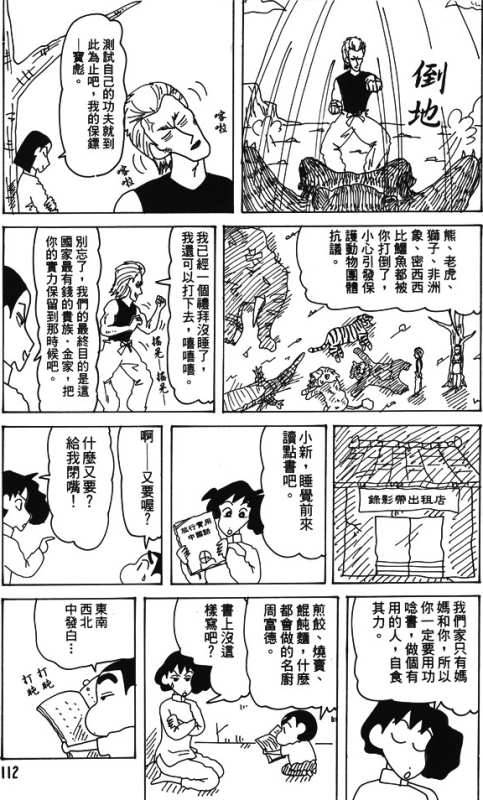 倒地
測試自己的功夫就到
此為止吧，我的保鏢
—寶彪。
喀啦
喀啦
熊、老虎、
獅子、非洲
象、密西西
比鱷魚都被
你打倒了，
小心引發保
護動物團體
抗議。
我已經一個禮拜沒睡了，
我還可以打下去，嘻嘻嘻。
搖晃
搖晃
別忘了，我們的最終目的是這
國家最有錢的貴族．金家，把
你的實力保留到那時候吧。
錄影帶出租店
小新，睡覺前來
讀點書吧。
旅行實用
中國語
啊 又要喔？
什麼又要？
給我閉嘴！
我們家只有媽
媽和你，所以
你一定要用功
唸書，做個有
用的人，自食
其力。
煎餃、燒賣、
餛飩麵，什麼
都會做的名廚
周富德。
書上沒這
樣寫吧？
東南
西北
中發白…
打盹
打盹
112